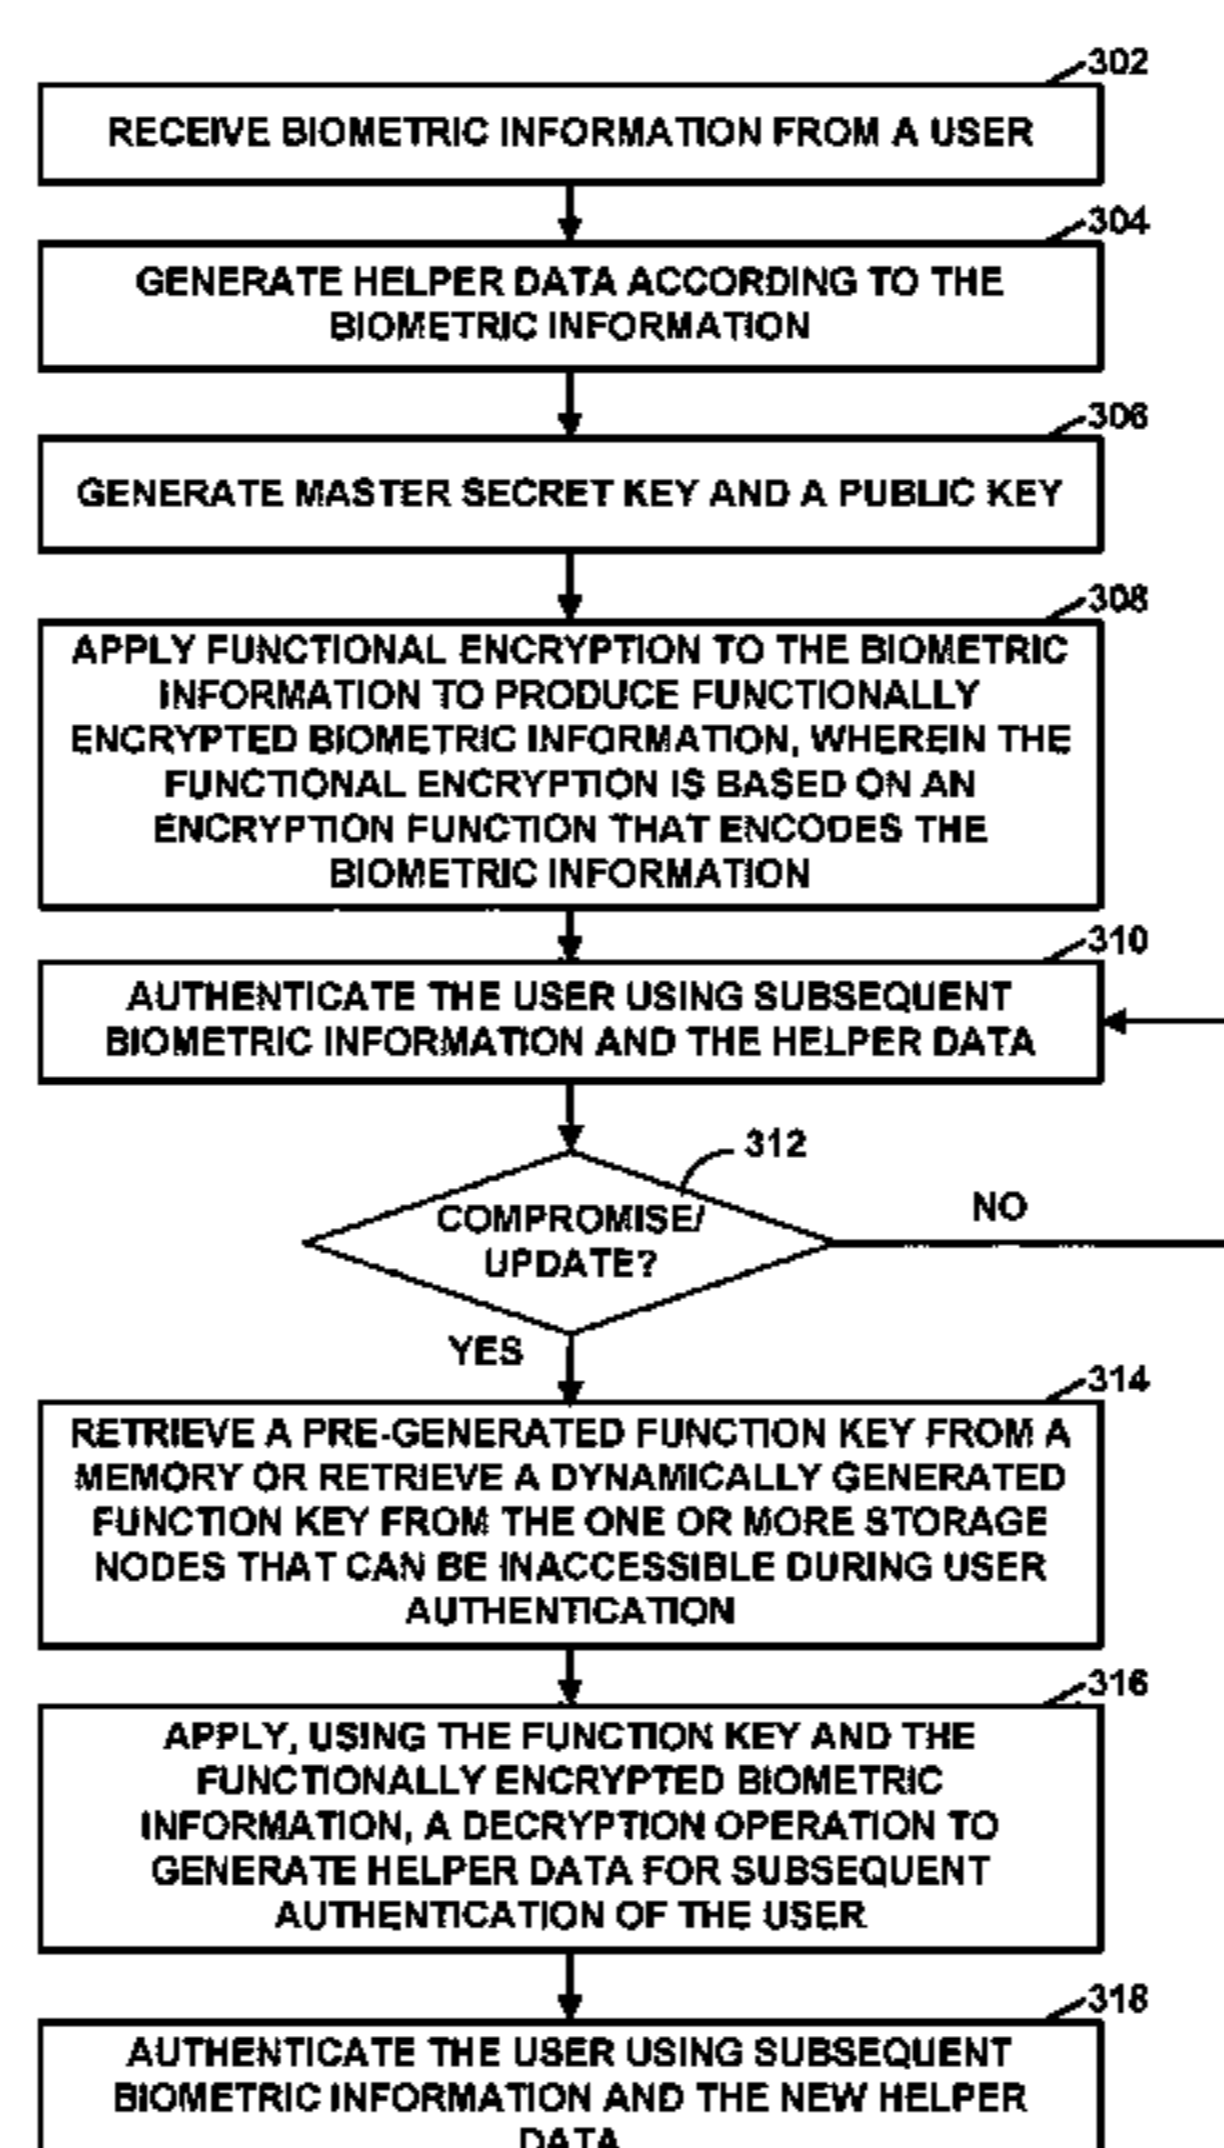 302
RECEIVE BIOMETRIC INFORMATION FROM A USER
304
GENERATE HELPER DATA ACCORDING TO THE
BIOMETRIC INFORMATION
306
GENERATE MASTER SECRET KEY AND A PUBLIC KEY
308
APPLY FUNCTIONAL ENCRYPTION TO THE BIOMETRIC
INFORMATION TO PRODUCE FUNCTIONALLY
ENCRYPTED BIOMETRIC INFORMATION, WHEREIN THE
FUNCTIONAL ENCRYPTION IS BASED ON AN
ENCRYPTION FUNCTION THAT ENCODES THE
BIOMETRIC INFORMATION
310
AUTHENTICATE THE USER USING SUBSEQUENT
BIOMETRIC INFORMATION AND THE HELPER DATA
312
COMPROMISE/
UPDATE?
NO
YES
314
RETRIEVE A PRE-GENERATED FUNCTION KEY FROM A
MEMORY OR RETRIEVE A DYNAMICALLY GENERATED
FUNCTION KEY FROM THE ONE OR MORE STORAGE
NODES THAT CAN BE INACCESSIBLE DURING USER
AUTHENTICATION
316
APPLY, USING THE FUNCTION KEY AND THE
FUNCTIONALLY ENCRYPTED BIOMETRIC
INFORMATION, A DECRYPTION OPERATION TO
GENERATE HELPER DATA FOR SUBSEQUENT
AUTHENTICATION OF THE USER
318
AUTHENTICATE THE USER USING SUBSEQUENT
BIOMETRIC INFORMATION AND THE NEW HELPER
DATA